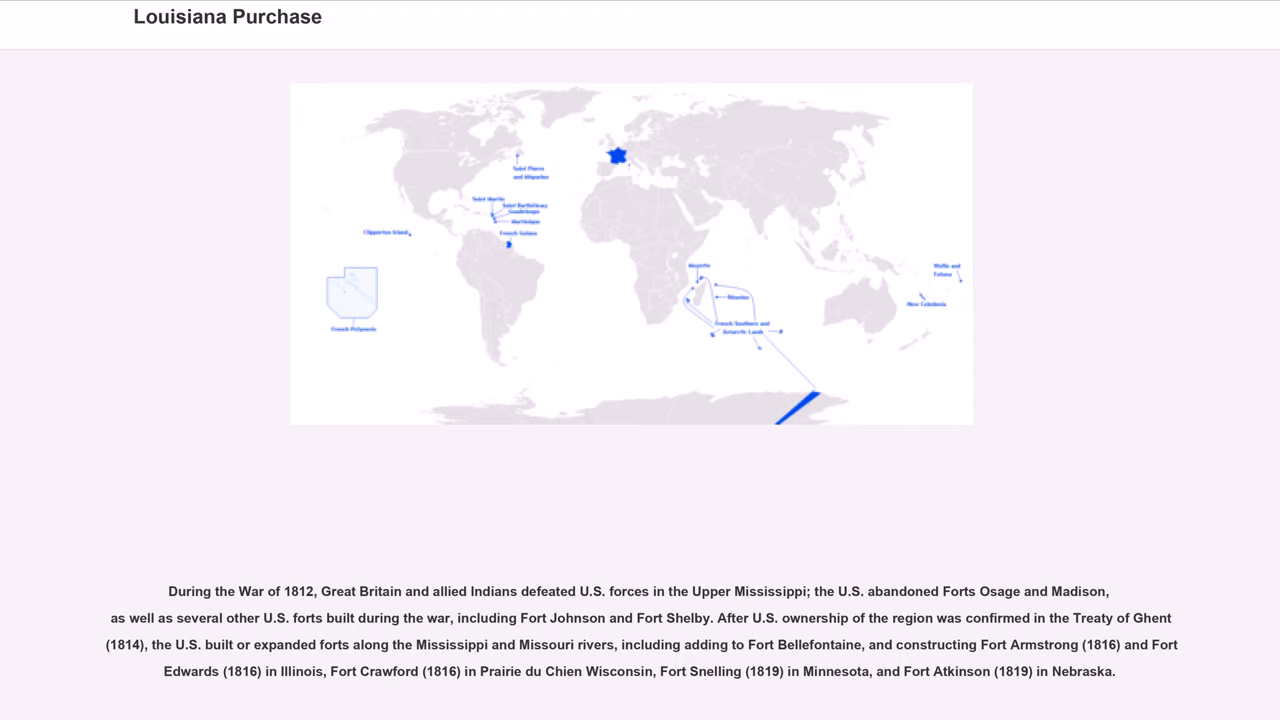 Louisiana Purchase
Saint Pierre
and Miquelon
Saint Martin
Saint Barthélemy
Guadeloupe
Martinique
Clipperton Island
French Guiana
Mayotte
Wallis and
Futuna
Réunion
New Caledonia
French Southern and
Antarctic Lands
French Polynesia
During the War of 1812, Great Britain and allied Indians defeated U.S. forces in the Upper Mississippi; the U.S. abandoned Forts Osage and Madison,
as well as several other U.S. forts built during the war, including Fort Johnson and Fort Shelby. After U.S. ownership of the region was confirmed in the Treaty of Ghent
(1814), the U.S. built or expanded forts along the Mississippi and Missouri rivers, including adding to Fort Bellefontaine, and constructing Fort Armstrong (1816) and Fort
Edwards (1816) in Illinois, Fort Crawford (1816) in Prairie du Chien Wisconsin, Fort Snelling (1819) in Minnesota, and Fort Atkinson (1819) in Nebraska.